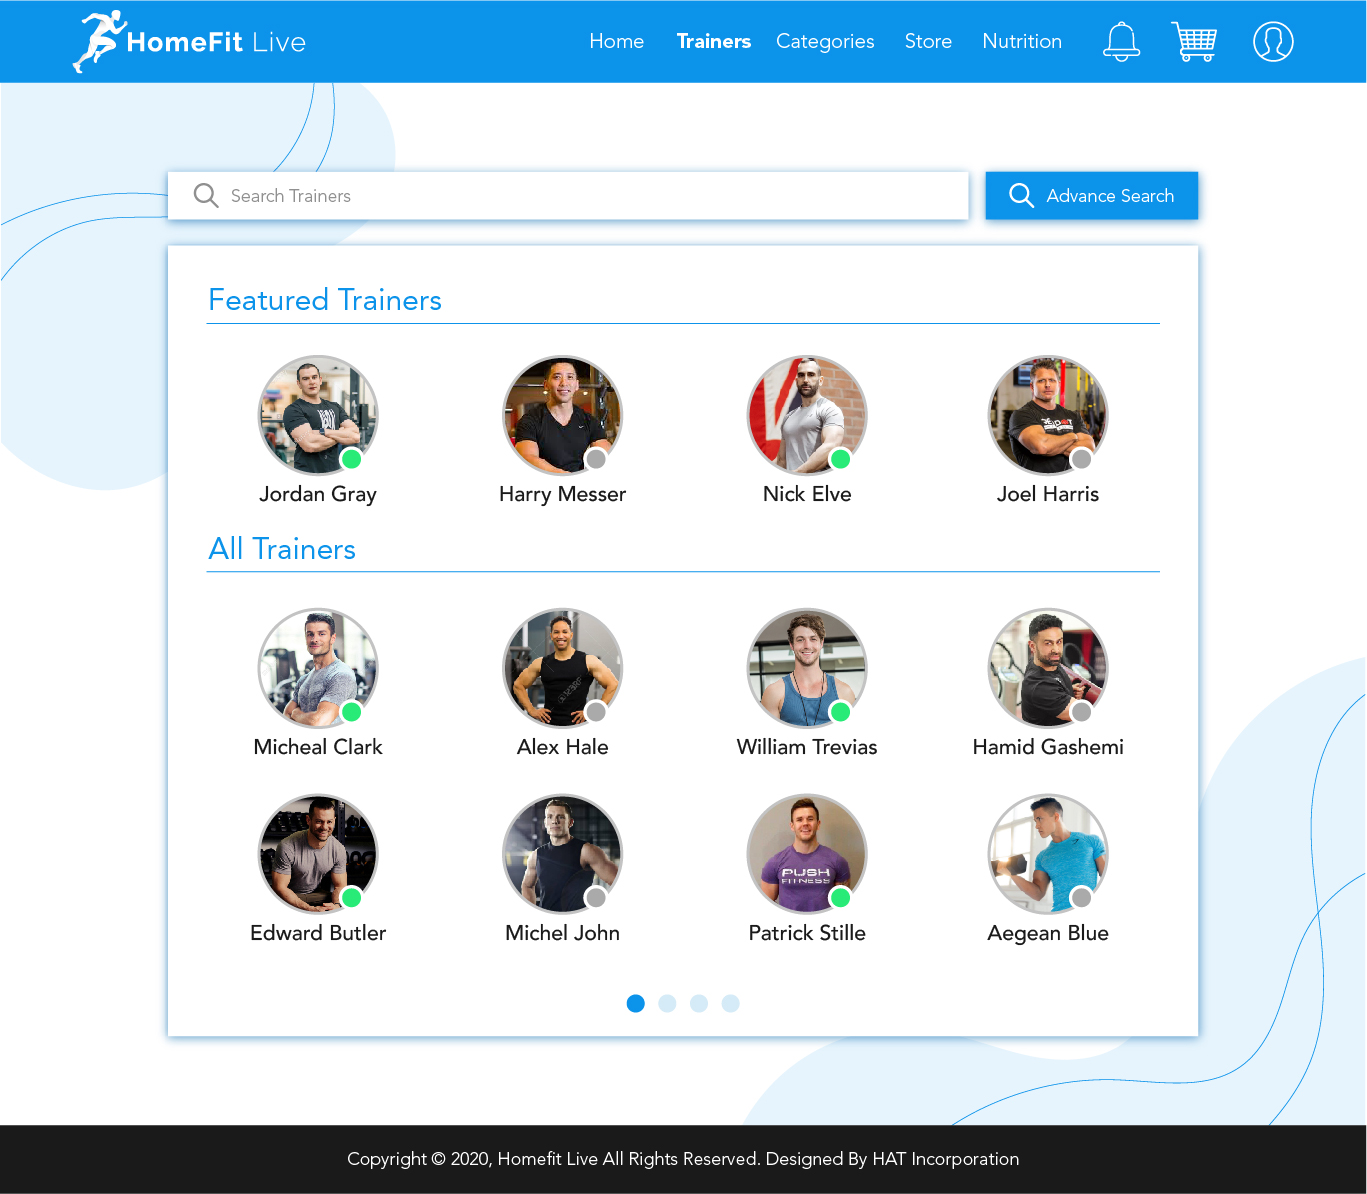 HomeFit Live
Home Trainers Categories Store Nutrition
Search Trainers
Advance Search
Featured Trainers
Jordan Gray Harry Messer Nick Elve Joel Harris
All Trainers
Micheal Clark Alex Hale William Trevias Hamid Gashemi
PUSH
FITNESS
Edward Butler Michel John Patrick Stille Aegean Blue
Copyright © 2020, Homefit Live All Rights Reserved. Designed By HAT Incorporation